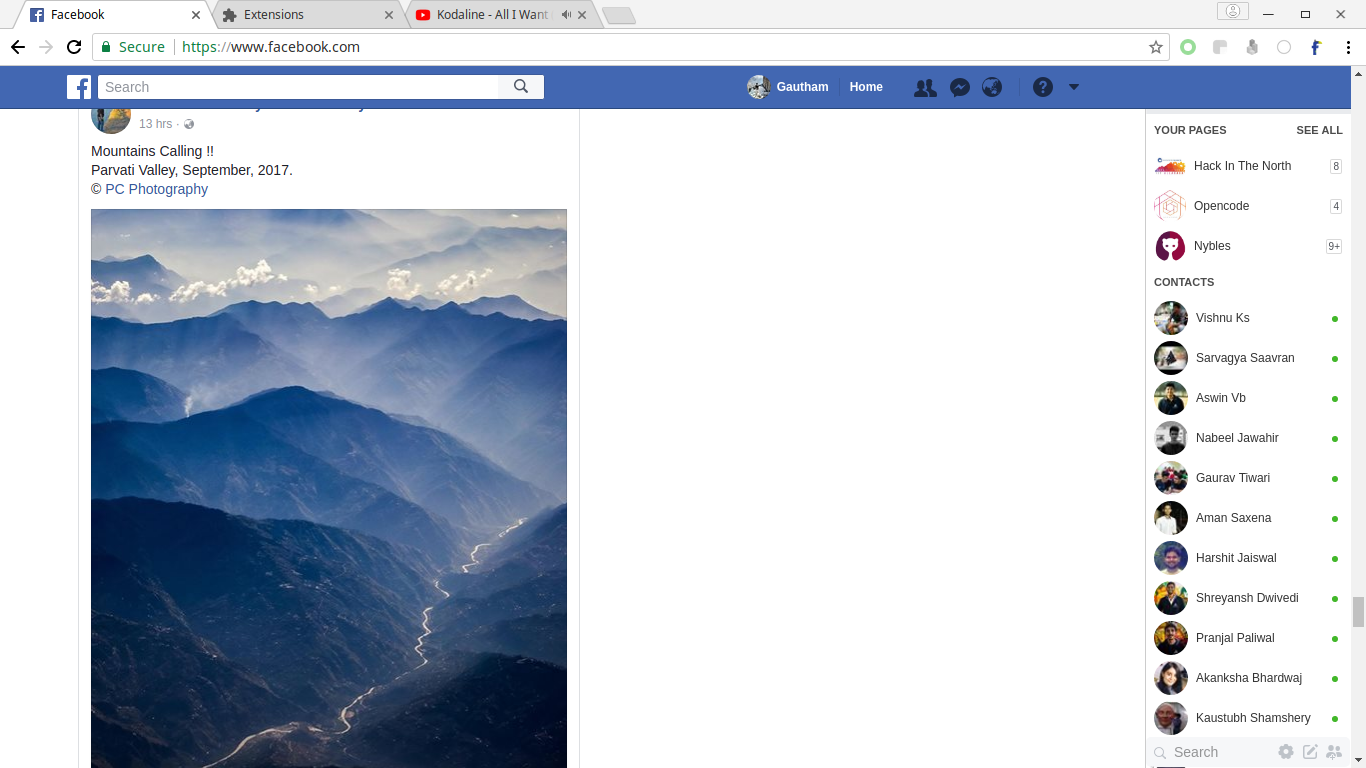 Facebook
Extensions
Kodaline - All I Want
Secure
https://www.facebook.com
Search
Gautham
Home
13 hrs ·
Mountains Calling !!
Parvati Valley, September, 2017.
© PC Photography
YOUR PAGES SEE ALL
Hack In The North 8
Opencode 4
Nybles 9+
CONTACTS
Vishnu Ks
Sarvagya Saavran
Aswin Vb
Nabeel Jawahir
Gaurav Tiwari
Aman Saxena
Harshit Jaiswal
Shreyansh Dwivedi
Pranjal Paliwal
Akanksha Bhardwaj
Kaustubh Shamshery
Search